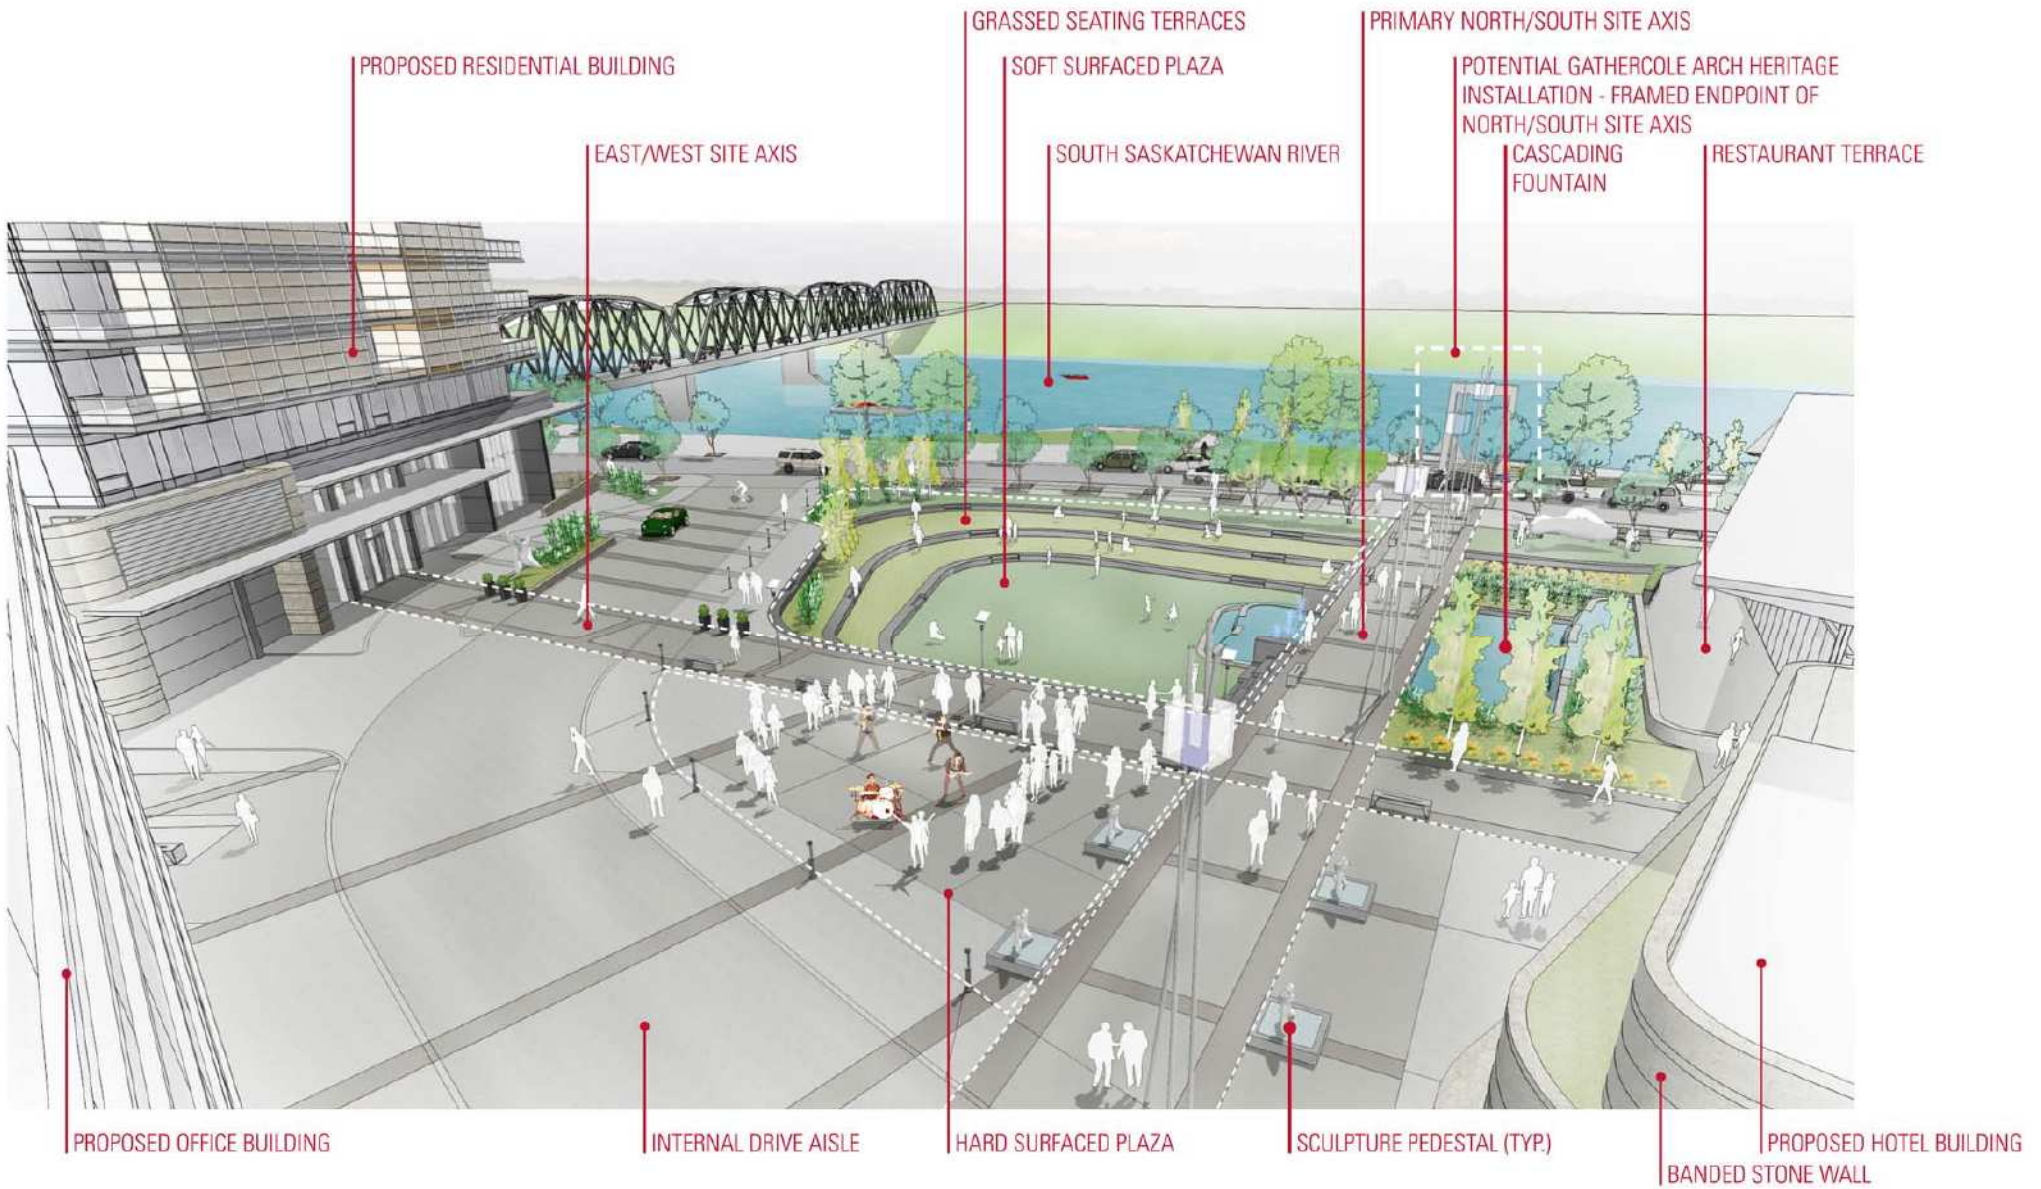 GRASSED SEATING TERRACES
PRIMARY NORTH/SOUTH SITE AXIS
PROPOSED RESIDENTIAL BUILDING
SOFT SURFACED PLAZA
POTENTIAL GATHERCOLE ARCH HERITAGE
INSTALLATION - FRAMED ENDPOINT OF
NORTH/SOUTH SITE AXIS
EAST/WEST SITE AXIS
SOUTH SASKATCHEWAN RIVER
CASCADING
FOUNTAIN
RESTAURANT TERRACE
PROPOSED OFFICE BUILDING
INTERNAL DRIVE AISLE
HARD SURFACED PLAZA
SCULPTURE PEDESTAL (TYP.)
PROPOSED HOTEL BUILDING
BANDED STONE WALL